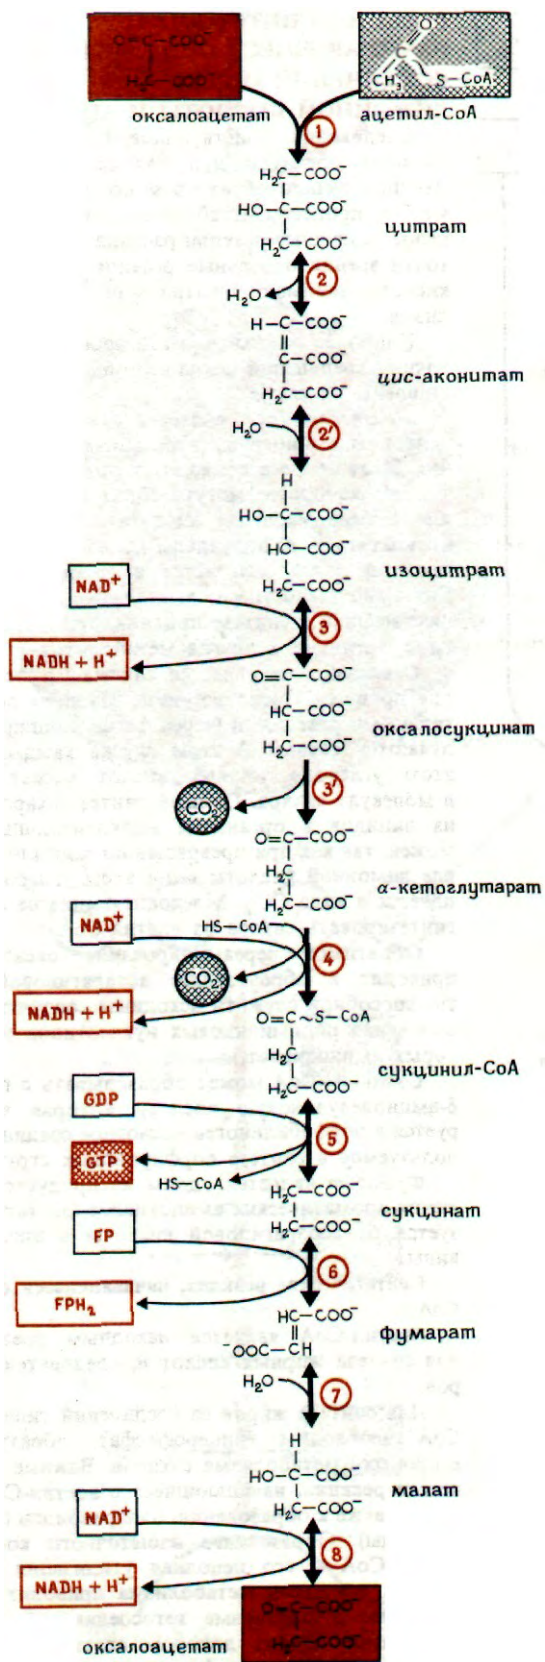 O=C—COO⁻
H₂C—COO⁻
оксалоацетат
O
C
CH₃ S—CoA
ацетил-CoA
1
H₂C—COO⁻
HO—C—COO⁻
H₂C—COO⁻
цитрат
2
H₂O
H—C—COO⁻
C—COO⁻
H₂C—COO⁻
цис-аконитат
H₂O
2'
H
HO—C—COO⁻
HC—COO⁻
H₂C—COO⁻
изоцитрат
NAD⁺
3
NADH + H⁺
O=C—COO⁻
HC—COO⁻
H₂C—COO⁻
оксалосукцинат
3'
CO₂
O=C—COO⁻
H₂C
H₂C—COO⁻
α-кетоглутарат
NAD⁺
HS—CoA
4
CO₂
NADH + H⁺
O=C~S—CoA
H₂C
H₂C—COO⁻
сукцинил-CoA
GDP
5
GTP
HS—CoA
H₂C—COO⁻
H₂C—COO⁻
сукцинат
FP
6
FPH₂
HC—COO⁻
⁻OOC—CH
фумарат
H₂O
7
H
HO—C—COO⁻
H₂C—COO⁻
малат
NAD⁺
8
NADH + H⁺
O=C—COO⁻
H₂C—COO⁻
оксалоацетат